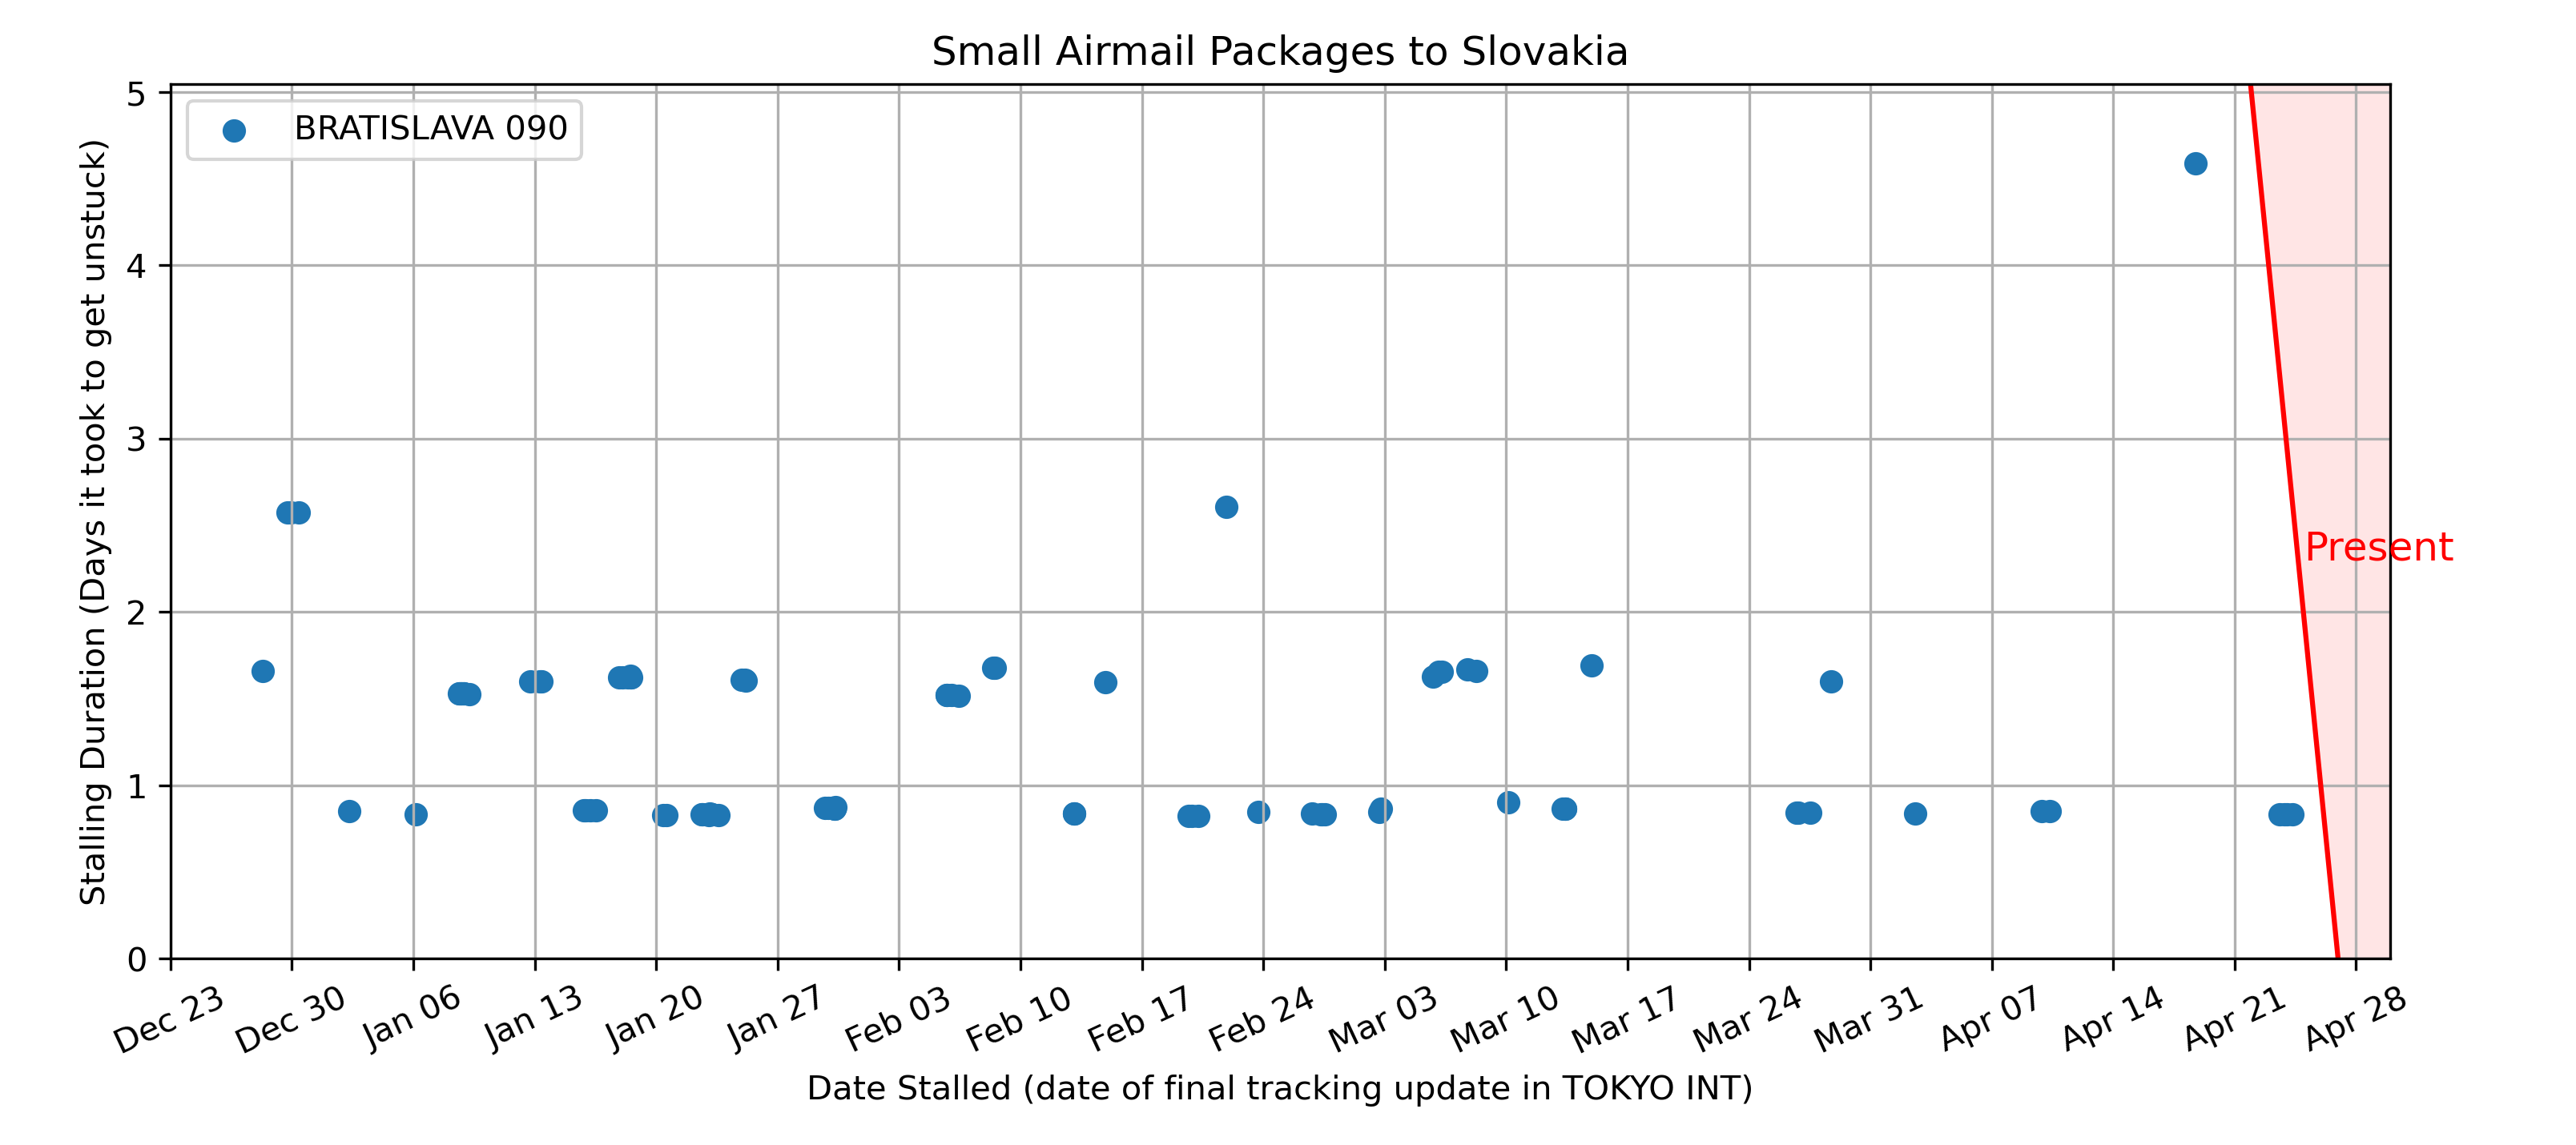 Small Airmail Packages to Slovakia
BRATISLAVA 090
Stalling Duration (Days it took to get unstuck)
5
4
3
2
1
0
Present
Dec 23
Dec 30
Jan 06
Jan 13
Jan 20
Jan 27
Feb 03
Feb 10
Feb 17
Feb 24
Mar 03
Mar 10
Mar 17
Mar 24
Mar 31
Apr 07
Apr 14
Apr 21
Apr 28
Date Stalled (date of final tracking update in TOKYO INT)